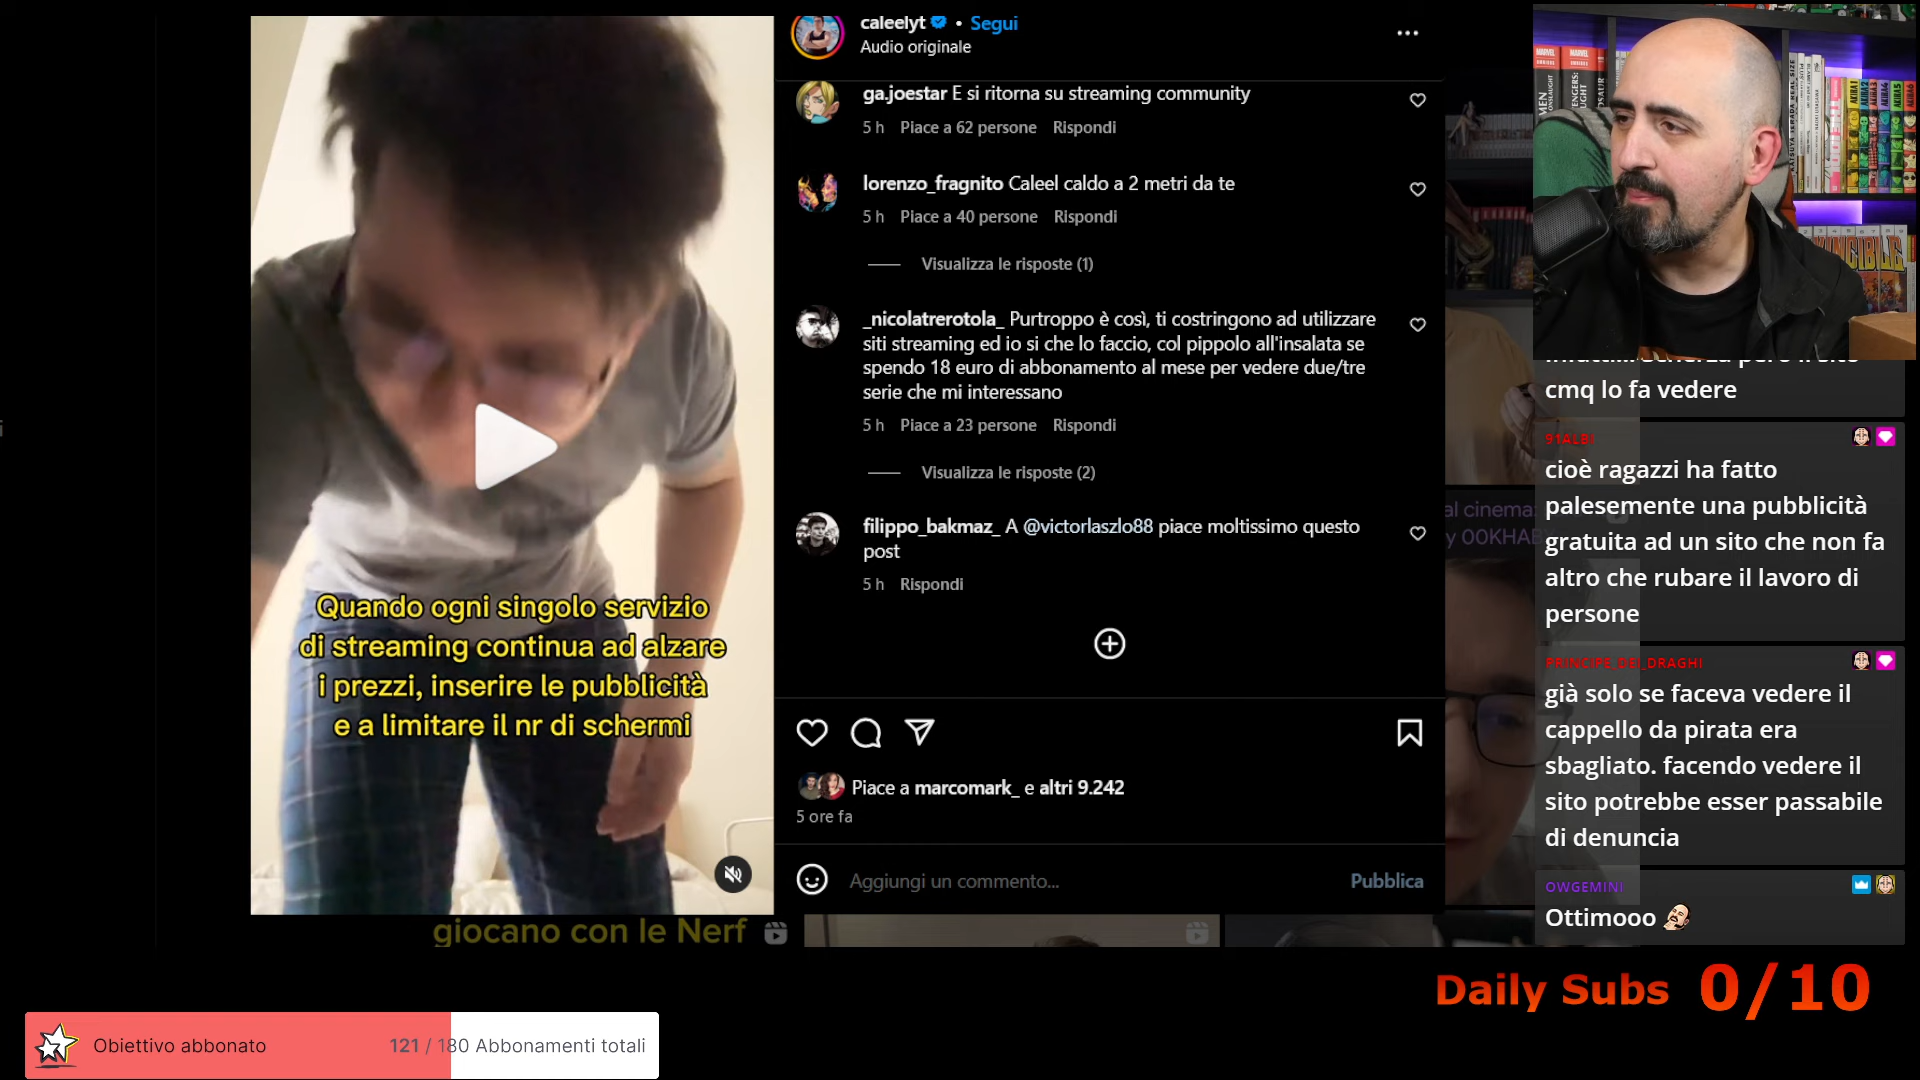 caleelyt • Segui
Audio originale
ga.joestar E si ritorna su streaming community
5 h Piace a 62 persone Rispondi
lorenzo_fragnito Caleel caldo a 2 metri da te
5 h Piace a 40 persone Rispondi
Visualizza le risposte (1)
_nicolatrerotola_ Purtroppo è così, ti costringono ad utilizzare
siti streaming ed io si che lo faccio, col pippolo all'insalata se
spendo 18 euro di abbonamento al mese per vedere due/tre
serie che mi interessano
5 h Piace a 23 persone Rispondi
Visualizza le risposte (2)
filippo_bakmaz_ A @victorlaszlo88 piace moltissimo questo
post
5 h Rispondi
Piace a marcomark_ e altri 9.242
5 ore fa
Aggiungi un commento... Pubblica
Quando ogni singolo servizio
di streaming continua ad alzare
i prezzi, inserire le pubblicità
e a limitare il nr di schermi
giocano con le Nerf
al cinema:
y 00KHAB
MARVEL
MARVEL
INVINCIBLE
cmq lo fa vedere
91ALBI
cioè ragazzi ha fatto
palesemente una pubblicità
gratuita ad un sito che non fa
altro che rubare il lavoro di
persone
PRINCIPE_DEI_DRAGHI
già solo se faceva vedere il
cappello da pirata era
sbagliato. facendo vedere il
sito potrebbe esser passabile
di denuncia
OWGEMINI
Ottimooo
Daily Subs 0/10
Obiettivo abbonato 121 / 180 Abbonamenti totali